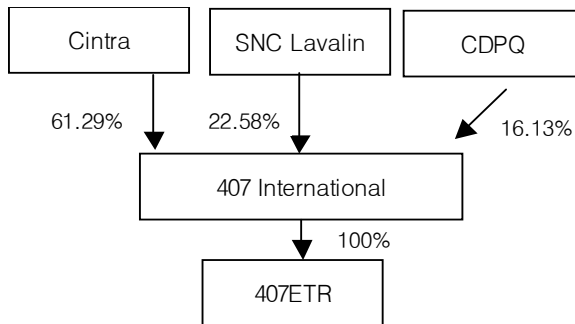 Cintra
SNC Lavalin
CDPQ
61.29%
22.58%
16.13%
407 International
100%
407ETR